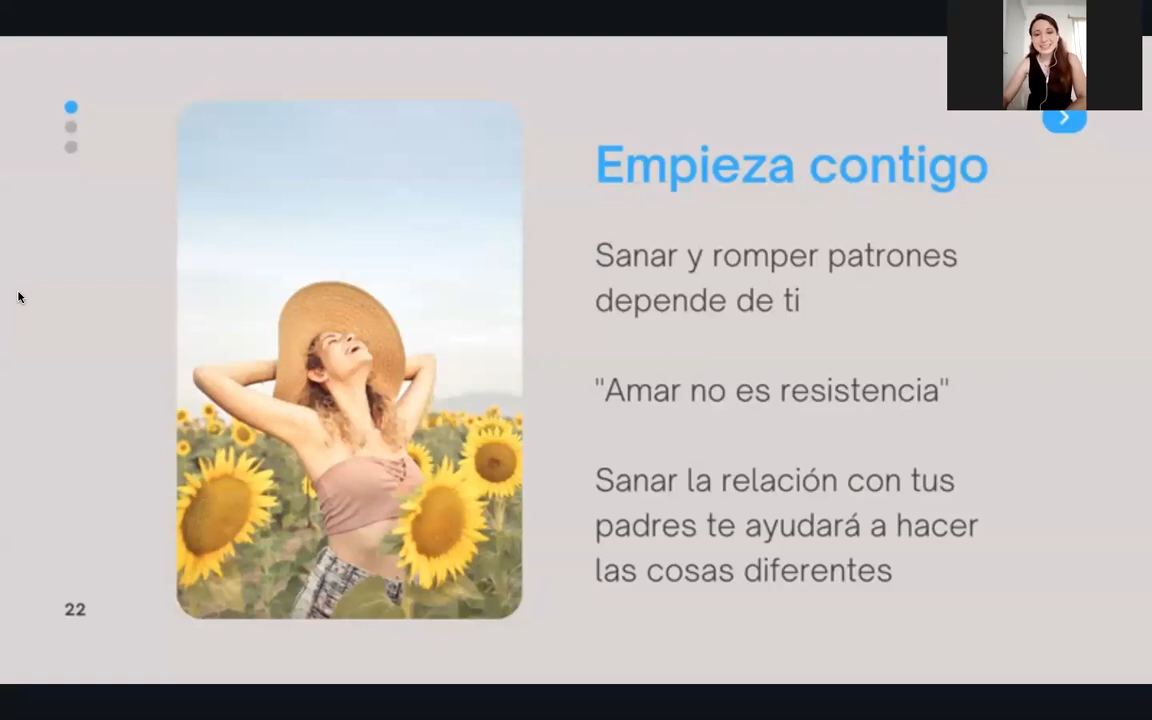 Empieza contigo
Sanar y romper patrones
depende de ti
"Amar no es resistencia"
Sanar la relación con tus
padres te ayudará a hacer
las cosas diferentes
22